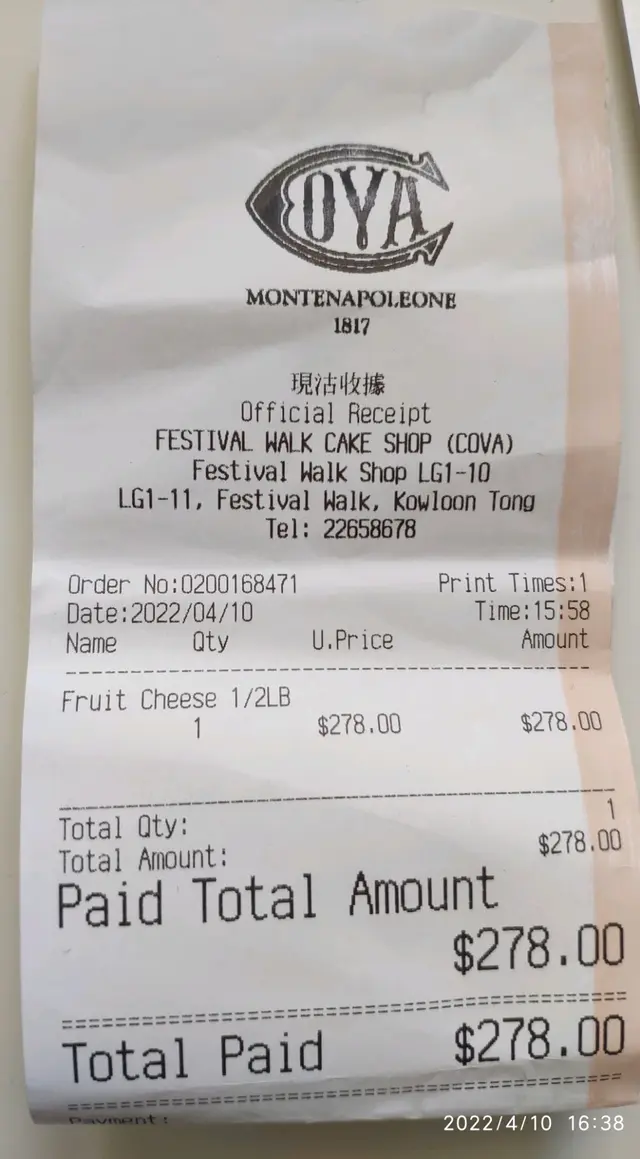 COVA
MONTENAPOLEONE
1817
現沽收據
Official Receipt
FESTIVAL WALK CAKE SHOP (COVA)
Festival Walk Shop LG1-10
LG1-11, Festival Walk, Kowloon Tong
Tel: 22658678
Order No:0200168471 Print Times:1
Date:2022/04/10 Time:15:58
Name Qty U.Price Amount
Fruit Cheese 1/2LB
1 $278.00 $278.00
Total Qty: 1
Total Amount: $278.00
Paid Total Amount
$278.00
Total Paid $278.00
Payment:
2022/4/10 16:38